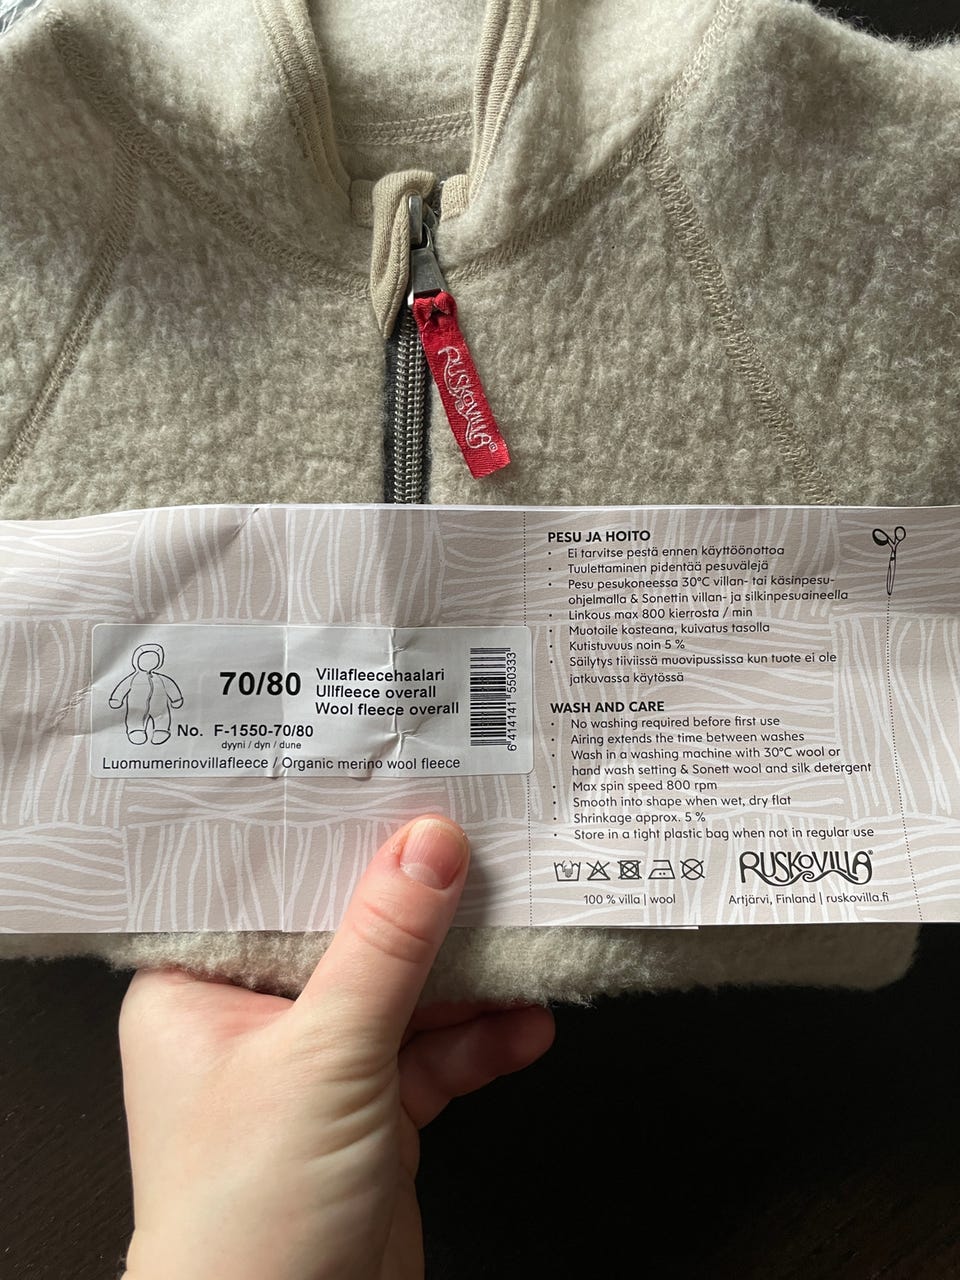 RUSKOVILLA®
70/80
Villafleecehaalari
Ullfleece overall
Wool fleece overall
No. F-1550-70/80
dyyni / dyn / dune
Luomumerinovillafleece / Organic merino wool fleece
6 414141 550333
PESU JA HOITO
• Ei tarvitse pestä ennen käyttöönottoa
• Tuulettaminen pidentää pesuvälejä
• Pesu pesukoneessa 30°C villan- tai käsinpesu-
ohjelmalla & Sonettin villan- ja silkinpesuaineella
• Linkous max 800 kierrosta / min
• Muotoile kosteana, kuivatus tasolla
• Kutistuvuus noin 5 %
• Säilytys tiiviissä muovipussissa kun tuote ei ole
jatkuvassa käytössä
WASH AND CARE
• No washing required before first use
• Airing extends the time between washes
• Wash in a washing machine with 30°C wool or
hand wash setting & Sonett wool and silk detergent
• Max spin speed 800 rpm
• Smooth into shape when wet, dry flat
• Shrinkage approx. 5 %
• Store in a tight plastic bag when not in regular use
100 % villa | wool
RUSKOVILLA®
Artjärvi, Finland | ruskovilla.fi